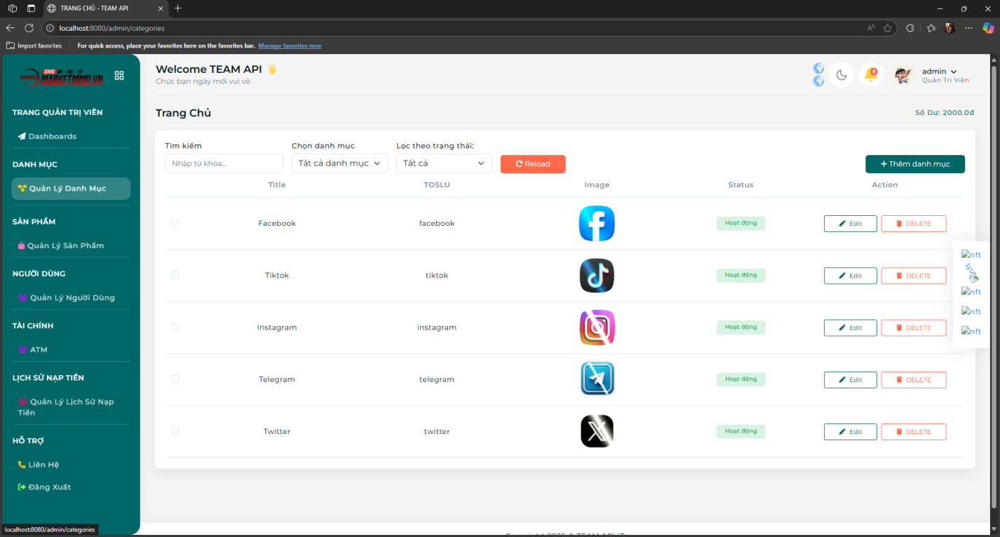 TRANG CHỦ - TEAM API
localhost:8080/admin/categories
Import favorites
For quick access, place your favorites here on the favorites bar. Manage favorites now
MMO
MARKETMMO.VN
Welcome TEAM API
Chúc bạn ngày mới vui vẻ.
4
admin
Quản Trị Viên
TRANG QUẢN TRỊ VIÊN
Dashboards
DANH MỤC
Quản Lý Danh Mục
SẢN PHẨM
Quản Lý Sản Phẩm
NGƯỜI DÙNG
Quản Lý Người Dùng
TÀI CHÍNH
ATM
LỊCH SỬ NẠP TIỀN
Quản Lý Lịch Sử Nạp
Tiền
HỖ TRỢ
Liên Hệ
Đăng Xuất
Trang Chủ
Số Dư: 2000.0đ
Tìm kiếm
Chọn danh mục
Lọc theo trạng thái:
Nhập từ khóa...
Tất cả danh mục
Tất cả
Reload
Thêm danh mục
Title TOSLU Image Status Action
Facebook facebook Hoạt động Edit DELETE
Tiktok tiktok Hoạt động Edit DELETE
Instagram instagram Hoạt động Edit DELETE
Telegram telegram Hoạt động Edit DELETE
Twitter twitter Hoạt động Edit DELETE
nft
nft
nft
nft
nft
localhost:8080/admin/categories